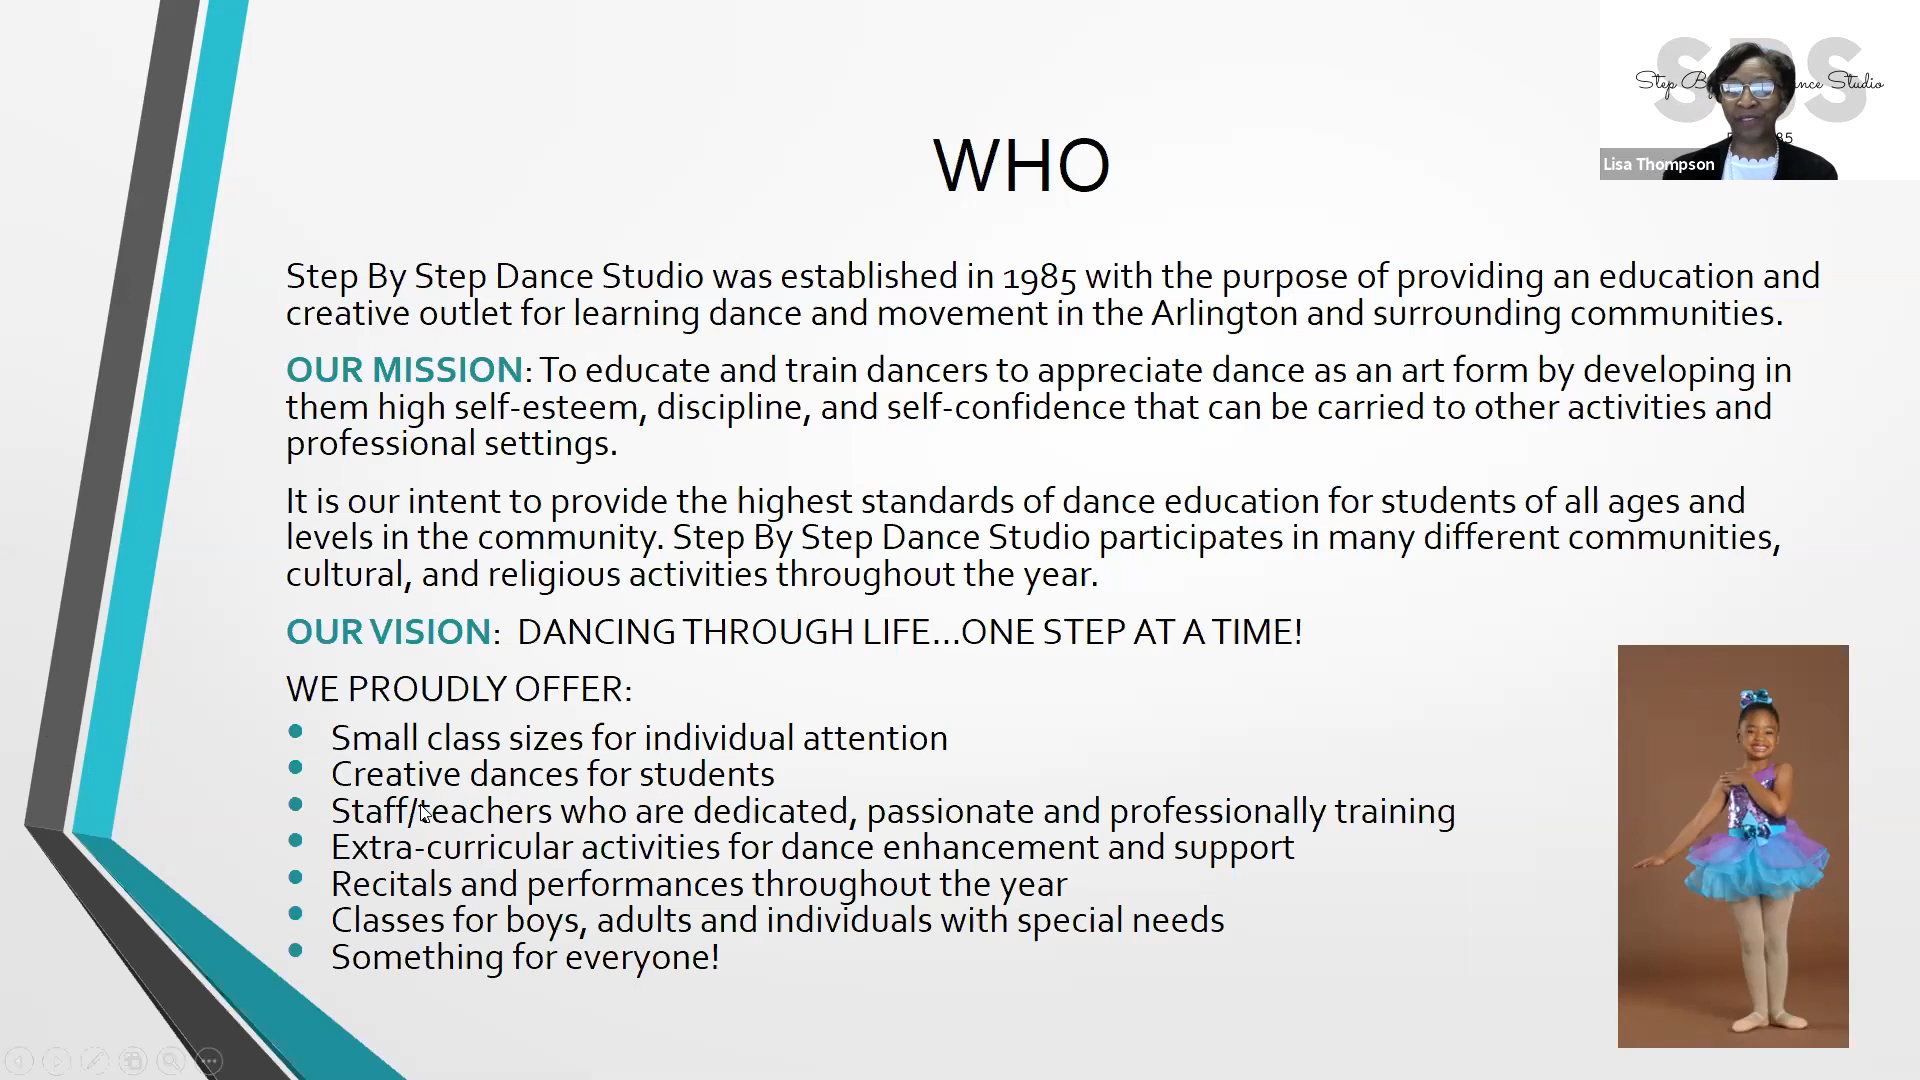 SBS
Step By Dance Studio
85
Lisa Thompson
WHO
Step By Step Dance Studio was established in 1985 with the purpose of providing an education and
creative outlet for learning dance and movement in the Arlington and surrounding communities.
OUR MISSION: To educate and train dancers to appreciate dance as an art form by developing in
them high self-esteem, discipline, and self-confidence that can be carried to other activities and
professional settings.
It is our intent to provide the highest standards of dance education for students of all ages and
levels in the community. Step By Step Dance Studio participates in many different communities,
cultural, and religious activities throughout the year.
OUR VISION: DANCING THROUGH LIFE...ONE STEP AT A TIME!
WE PROUDLY OFFER:
• Small class sizes for individual attention
• Creative dances for students
• Staff/teachers who are dedicated, passionate and professionally training
• Extra-curricular activities for dance enhancement and support
• Recitals and performances throughout the year
• Classes for boys, adults and individuals with special needs
• Something for everyone!